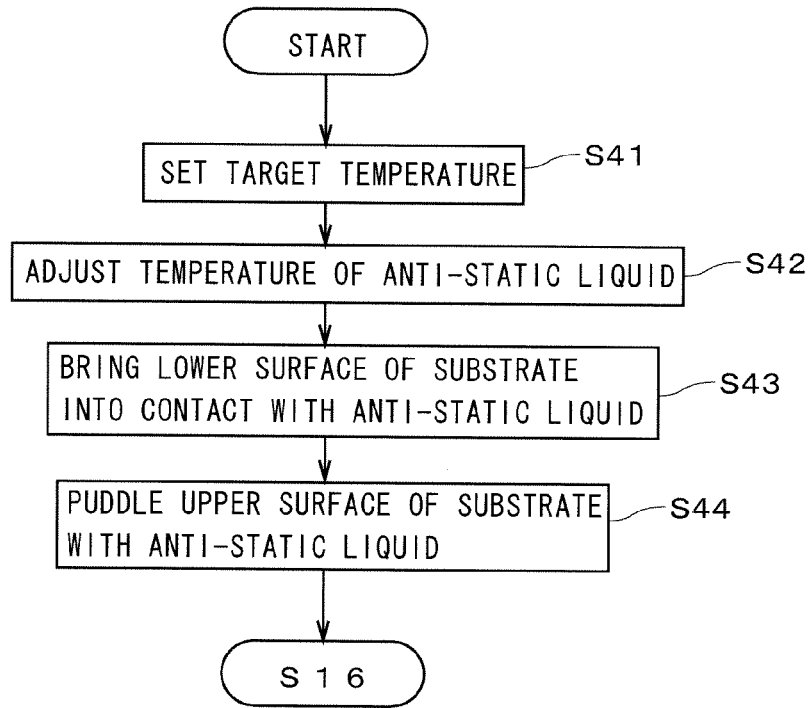 START
SET TARGET TEMPERATURE
S41
ADJUST TEMPERATURE OF ANTI-STATIC LIQUID
S42
BRING LOWER SURFACE OF SUBSTRATE
INTO CONTACT WITH ANTI-STATIC LIQUID
S43
PUDDLE UPPER SURFACE OF SUBSTRATE
WITH ANTI-STATIC LIQUID
S44
S16